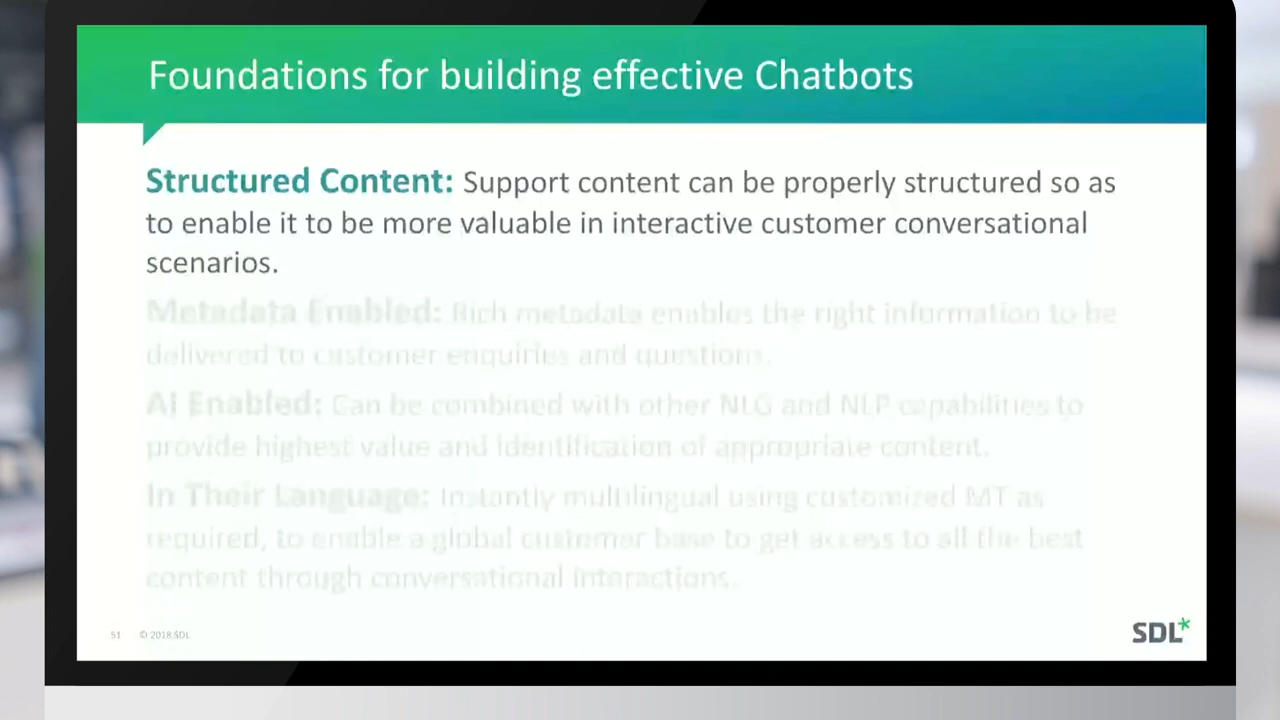 Foundations for building effective Chatbots
Structured Content: Support content can be properly structured so as
to enable it to be more valuable in interactive customer conversational
scenarios.
Metadata Enabled: Rich metadata enables the right information to be
delivered to customer enquiries and questions.
AI Enabled: Can be combined with other NLG and NLP capabilities to
provide highest value and identification of appropriate content.
In Their Language: Instantly multilingual using customized MT as
required, to enable a global customer base to get access to all the best
content through conversational interactions.
51 © 2018 SDL
SDL*